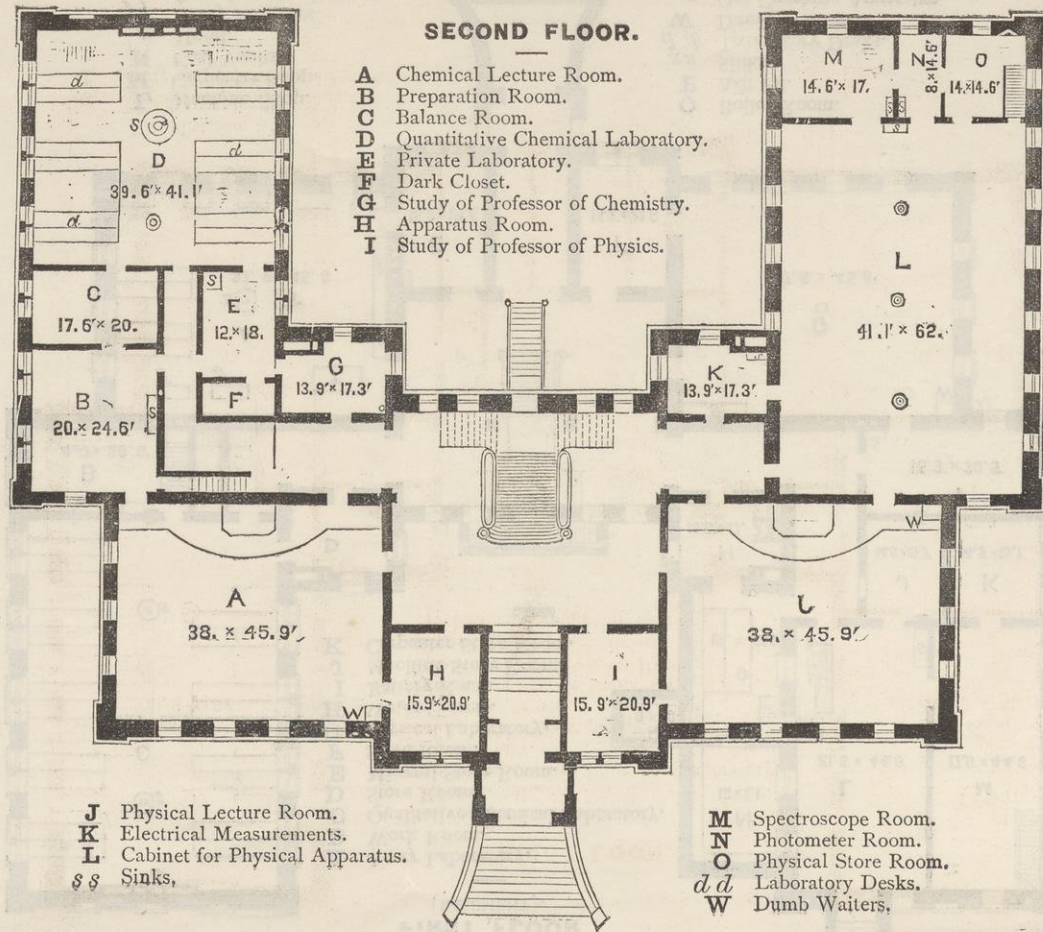 SECOND FLOOR.
A Chemical Lecture Room.
B Preparation Room.
C Balance Room.
D Quantitative Chemical Laboratory.
E Private Laboratory.
F Dark Closet.
G Study of Professor of Chemistry.
H Apparatus Room.
I Study of Professor of Physics.
d
S
D
d
39.6'×41.1'
d
C
17.6'×20.
S
E
12.×18.
G
13.9'×17.3'
B
20.×24.6'
S
F
M
14.6'×17.
N
8.×14.6'
O
14.×14.6'
S
S
S
L
41.1'×62.
K
13.9'×17.3'
A
38.×45.9'
W
H
15.9'×20.9'
I
15.9'×20.9'
J
38.×45.9'
W
J Physical Lecture Room.
K Electrical Measurements.
L Cabinet for Physical Apparatus.
s s Sinks,
M Spectroscope Room.
N Photometer Room.
O Physical Store Room.
d d Laboratory Desks.
W Dumb Waiters.